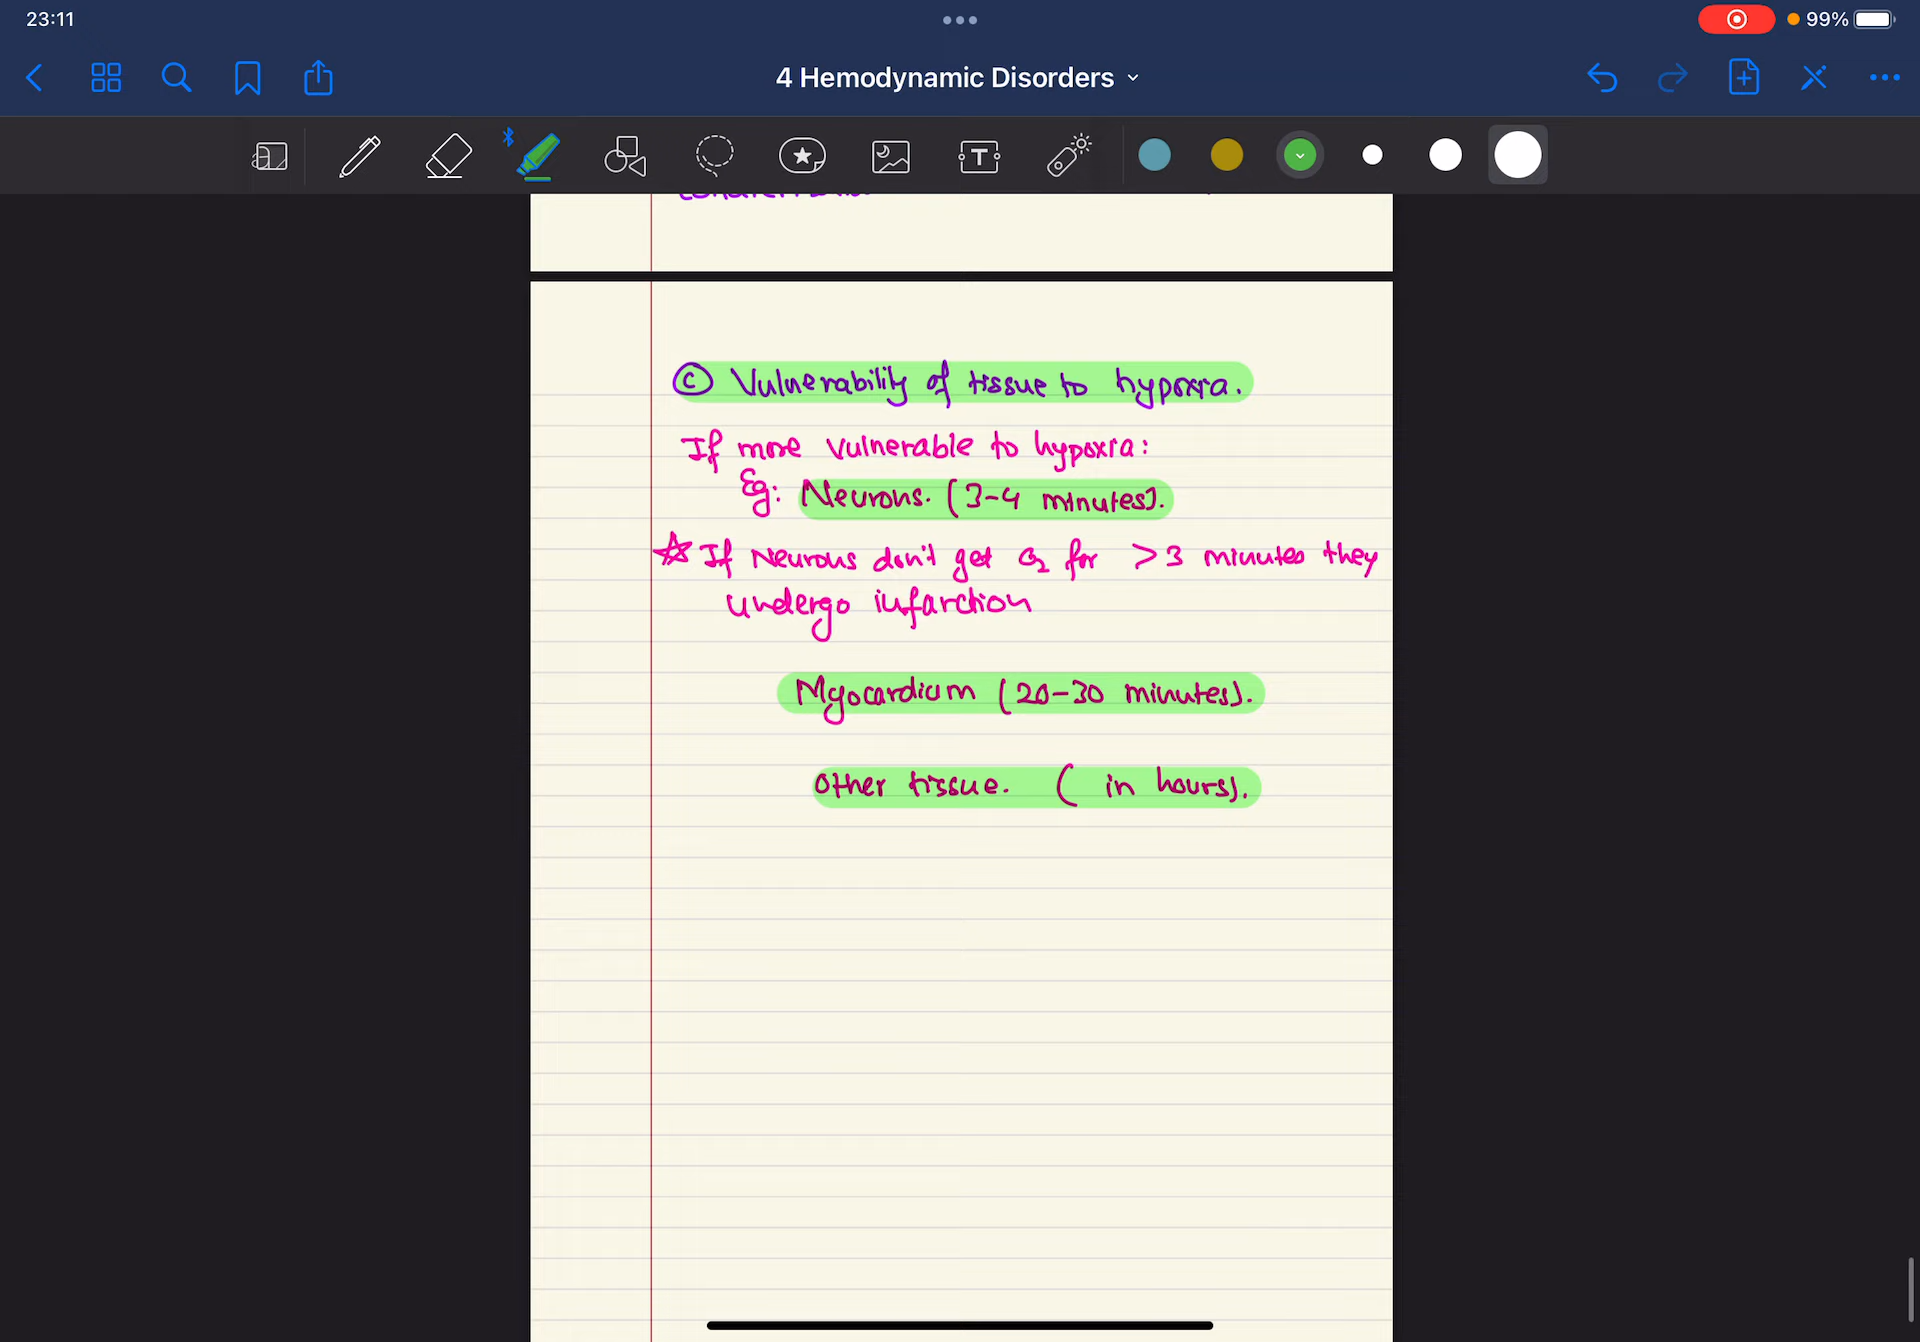 23:11
99%
4 Hemodynamic Disorders
T
© Vulnerability of tissue to hypoxia.
If more vulnerable to hypoxia:
Eg: Neurons. (3-4 minutes).
☆ If Neurons don't get O2 for >3 minutes they
undergo infarction
Myocardium (20-30 minutes).
Other tissue. ( in hours).